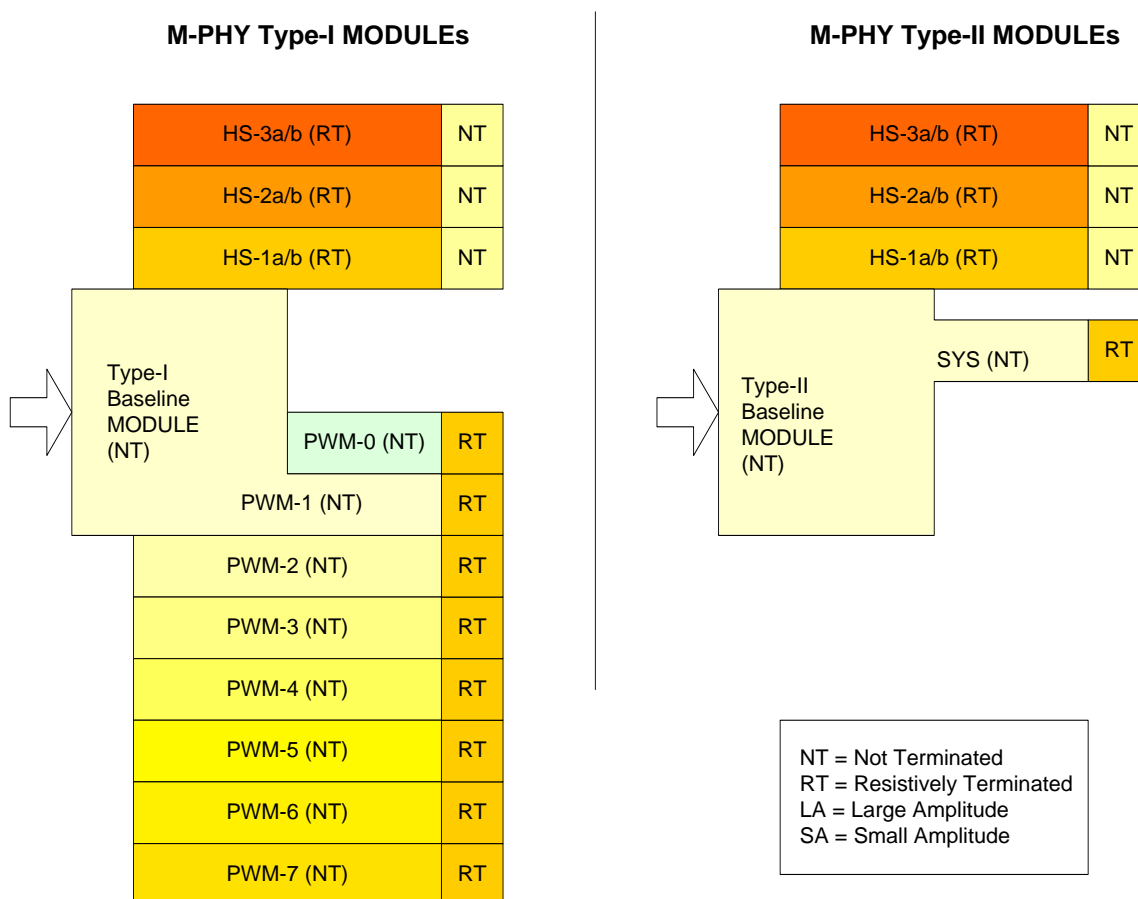 M-PHY Type-I MODULEs
HS-3a/b (RT) NT
HS-2a/b (RT) NT
HS-1a/b (RT) NT
Type-I
Baseline
MODULE
(NT)
PWM-0 (NT) RT
PWM-1 (NT) RT
PWM-2 (NT) RT
PWM-3 (NT) RT
PWM-4 (NT) RT
PWM-5 (NT) RT
PWM-6 (NT) RT
PWM-7 (NT) RT
M-PHY Type-II MODULEs
HS-3a/b (RT) NT
HS-2a/b (RT) NT
HS-1a/b (RT) NT
SYS (NT) RT
Type-II
Baseline
MODULE
(NT)
NT = Not Terminated
RT = Resistively Terminated
LA = Large Amplitude
SA = Small Amplitude